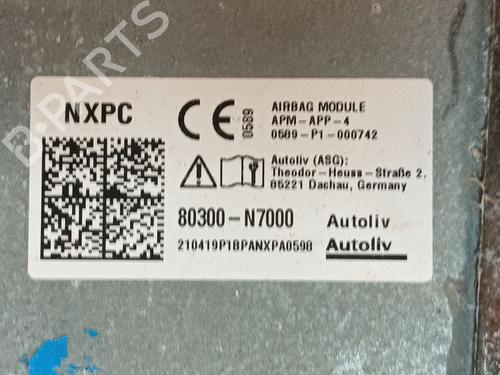 B-PARTS
NXPC
CE
0589
AIRBAG MODULE
APM-APP-4
0589-P1-000742
Autoliv (ASG):
Theodor-Heuss-Straße 2.
85221 Dachau, Germany
80300-N7000 Autoliv
210419P1BPANXPA0598 Autoliv